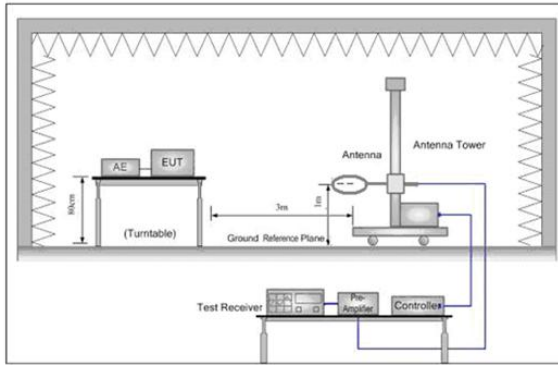 AE
EUT
80cm
(Turntable)
3m
1m
Antenna
Antenna Tower
Ground Reference Plane
Test Receiver
Pre-
Amplifier
Controller